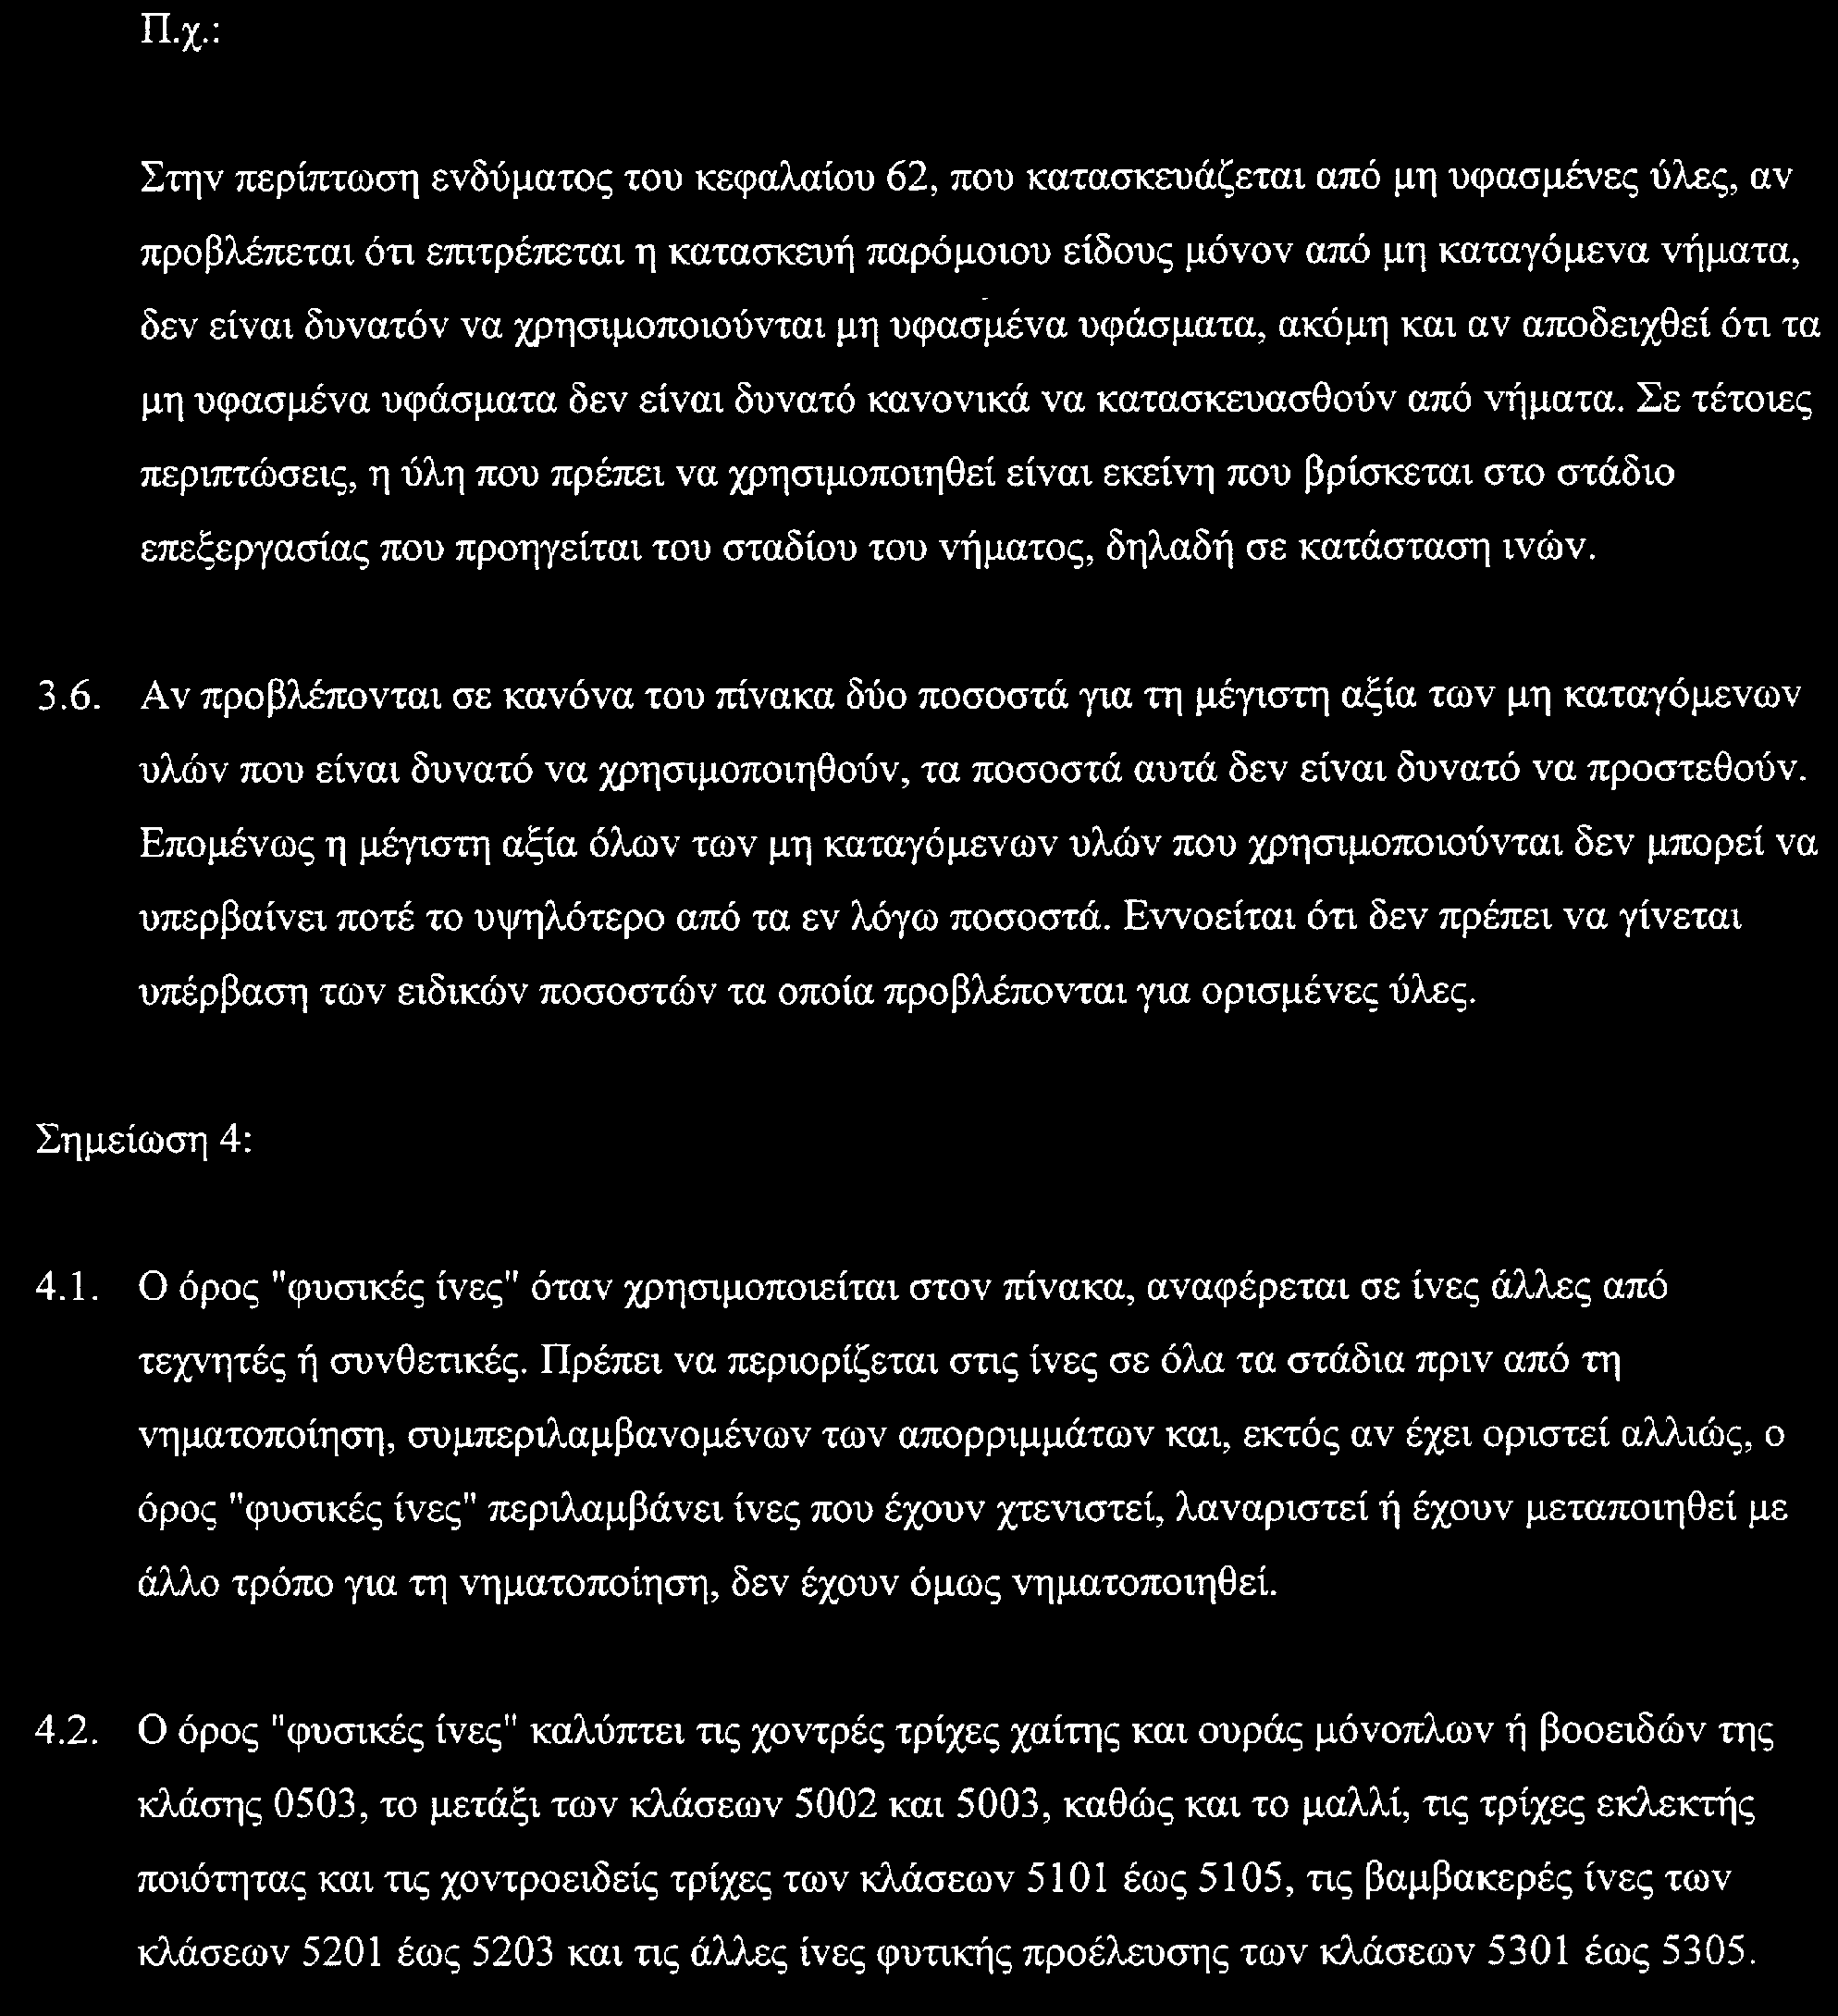 Π.χ.:
Στην περίπτωση ενδύματος του κεφαλαίου 62, που κατασκευάζεται από μη υφασμένες ύλες, αν
προβλέπεται ότι επιτρέπεται η κατασκευή παρόμοιου είδους μόνον από μη καταγόμενα νήματα,
δεν είναι δυνατόν να χρησιμοποιούνται μη υφασμένα υφάσματα, ακόμη και αν αποδειχθεί ότι τα
μη υφασμένα υφάσματα δεν είναι δυνατό κανονικά να κατασκευασθούν από νήματα. Σε τέτοιες
περιπτώσεις, η ύλη που πρέπει να χρησιμοποιηθεί είναι εκείνη που βρίσκεται στο στάδιο
επεξεργασίας που προηγείται του σταδίου του νήματος, δηλαδή σε κατάσταση ινών.
3.6. Αν προβλέπονται σε κανόνα του πίνακα δύο ποσοστά για τη μέγιστη αξία των μη καταγόμενων
υλών που είναι δυνατό να χρησιμοποιηθούν, τα ποσοστά αυτά δεν είναι δυνατό να προστεθούν.
Επομένως η μέγιστη αξία όλων των μη καταγόμενων υλών που χρησιμοποιούνται δεν μπορεί να
υπερβαίνει ποτέ το υψηλότερο από τα εν λόγω ποσοστά. Εννοείται ότι δεν πρέπει να γίνεται
υπέρβαση των ειδικών ποσοστών τα οποία προβλέπονται για ορισμένες ύλες.
Σημείωση 4:
4.1. Ο όρος "φυσικές ίνες" όταν χρησιμοποιείται στον πίνακα, αναφέρεται σε ίνες άλλες από
τεχνητές ή συνθετικές. Πρέπει να περιορίζεται στις ίνες σε όλα τα στάδια πριν από τη
νηματοποίηση, συμπεριλαμβανομένων των απορριμμάτων και, εκτός αν έχει οριστεί αλλιώς, ο
όρος "φυσικές ίνες" περιλαμβάνει ίνες που έχουν χτενιστεί, λαναριστεί ή έχουν μεταποιηθεί με
άλλο τρόπο για τη νηματοποίηση, δεν έχουν όμως νηματοποιηθεί.
4.2. Ο όρος "φυσικές ίνες" καλύπτει τις χοντρές τρίχες χαίτης και ουράς μόνοπλων ή βοοειδών της
κλάσης 0503, το μετάξι των κλάσεων 5002 και 5003, καθώς και το μαλλί, τις τρίχες εκλεκτής
ποιότητας και τις χοντροειδείς τρίχες των κλάσεων 5101 έως 5105, τις βαμβακερές ίνες των
κλάσεων 5201 έως 5203 και τις άλλες ίνες φυτικής προέλευσης των κλάσεων 5301 έως 5305.